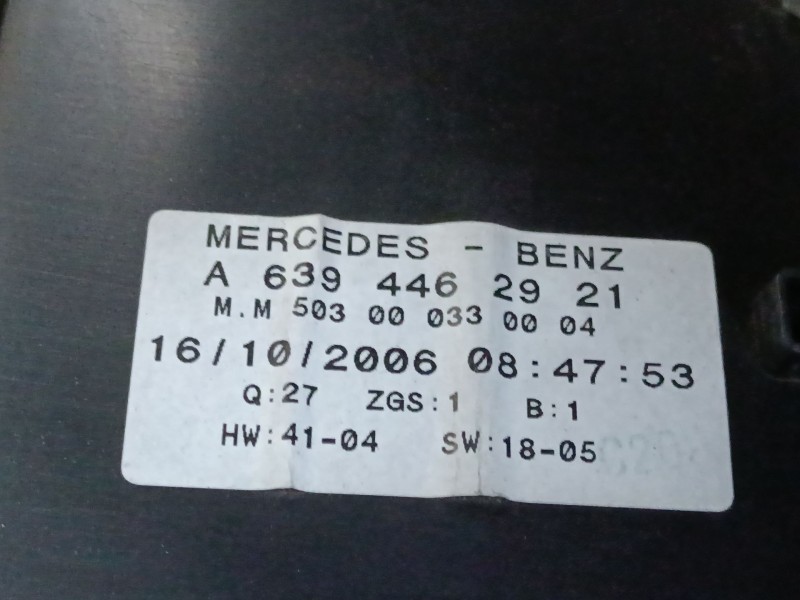 MERCEDES - BENZ
A 639 446 29 21
M.M 503 00 033 00 04
16/10/2006 08:47:53
Q:27 ZGS:1 B:1
HW:41-04 SW:18-05